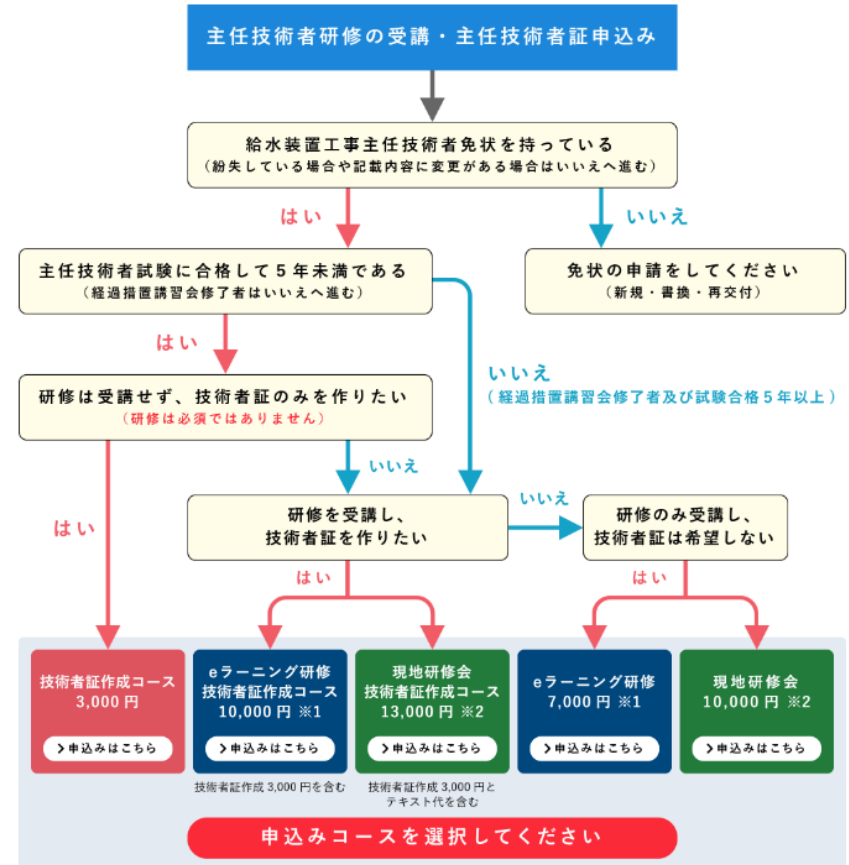 主任技術者研修の受講・主任技術者証申込み
給水装置工事主任技術者免状を持っている
（紛失している場合や記載内容に変更がある場合はいいえへ進む）
はい
いいえ
主任技術者試験に合格して５年未満である
（経過措置講習会修了者はいいえへ進む）
免状の申請をしてください
（新規・書換・再交付）
はい
いいえ
（経過措置講習会修了者及び試験合格５年以上）
研修は受講せず、技術者証のみを作りたい
（研修は必須ではありません）
いいえ
はい
研修を受講し、
技術者証を作りたい
いいえ
研修のみ受講し、
技術者証は希望しない
はい
はい
技術者証作成コース
3,000 円
>申込みはこちら
eラーニング研修
技術者証作成コース
10,000 円 ※1
>申込みはこちら
現地研修会
技術者証作成コース
13,000 円 ※2
>申込みはこちら
eラーニング研修
7,000 円 ※1
>申込みはこちら
現地研修会
10,000 円 ※2
>申込みはこちら
技術者証作成 3,000 円を含む
技術者証作成 3,000 円と
テキスト代を含む
申込みコースを選択してください